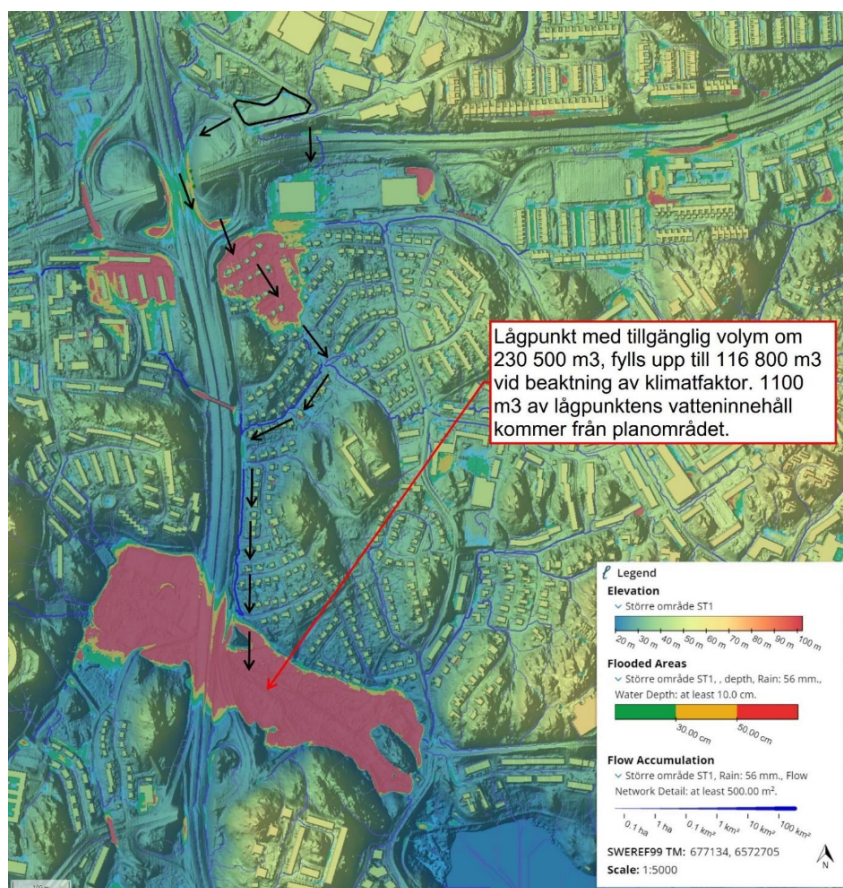 Lågpunkt med tillgänglig volym om
230 500 m3, fylls upp till 116 800 m3
vid beaktning av klimatfaktor. 1100
m3 av lågpunktens vatteninnehåll
kommer från planområdet.
Legend
Elevation
Större område ST1
20 m 30 m 40 m 50 m 60 m 70 m 80 m 90 m 100 m
Flooded Areas
Större område ST1, , depth, Rain: 56 mm.,
Water Depth: at least 10.0 cm.
30.00 cm 50.00 cm
Flow Accumulation
Större område ST1, Rain: 56 mm., Flow
Network Detail: at least 500.00 m².
0.1 ha 1 ha 0.1 km² 1 km² 10 km² 100 km²
SWEREF99 TM: 677134, 6572705
Scale: 1:5000
N